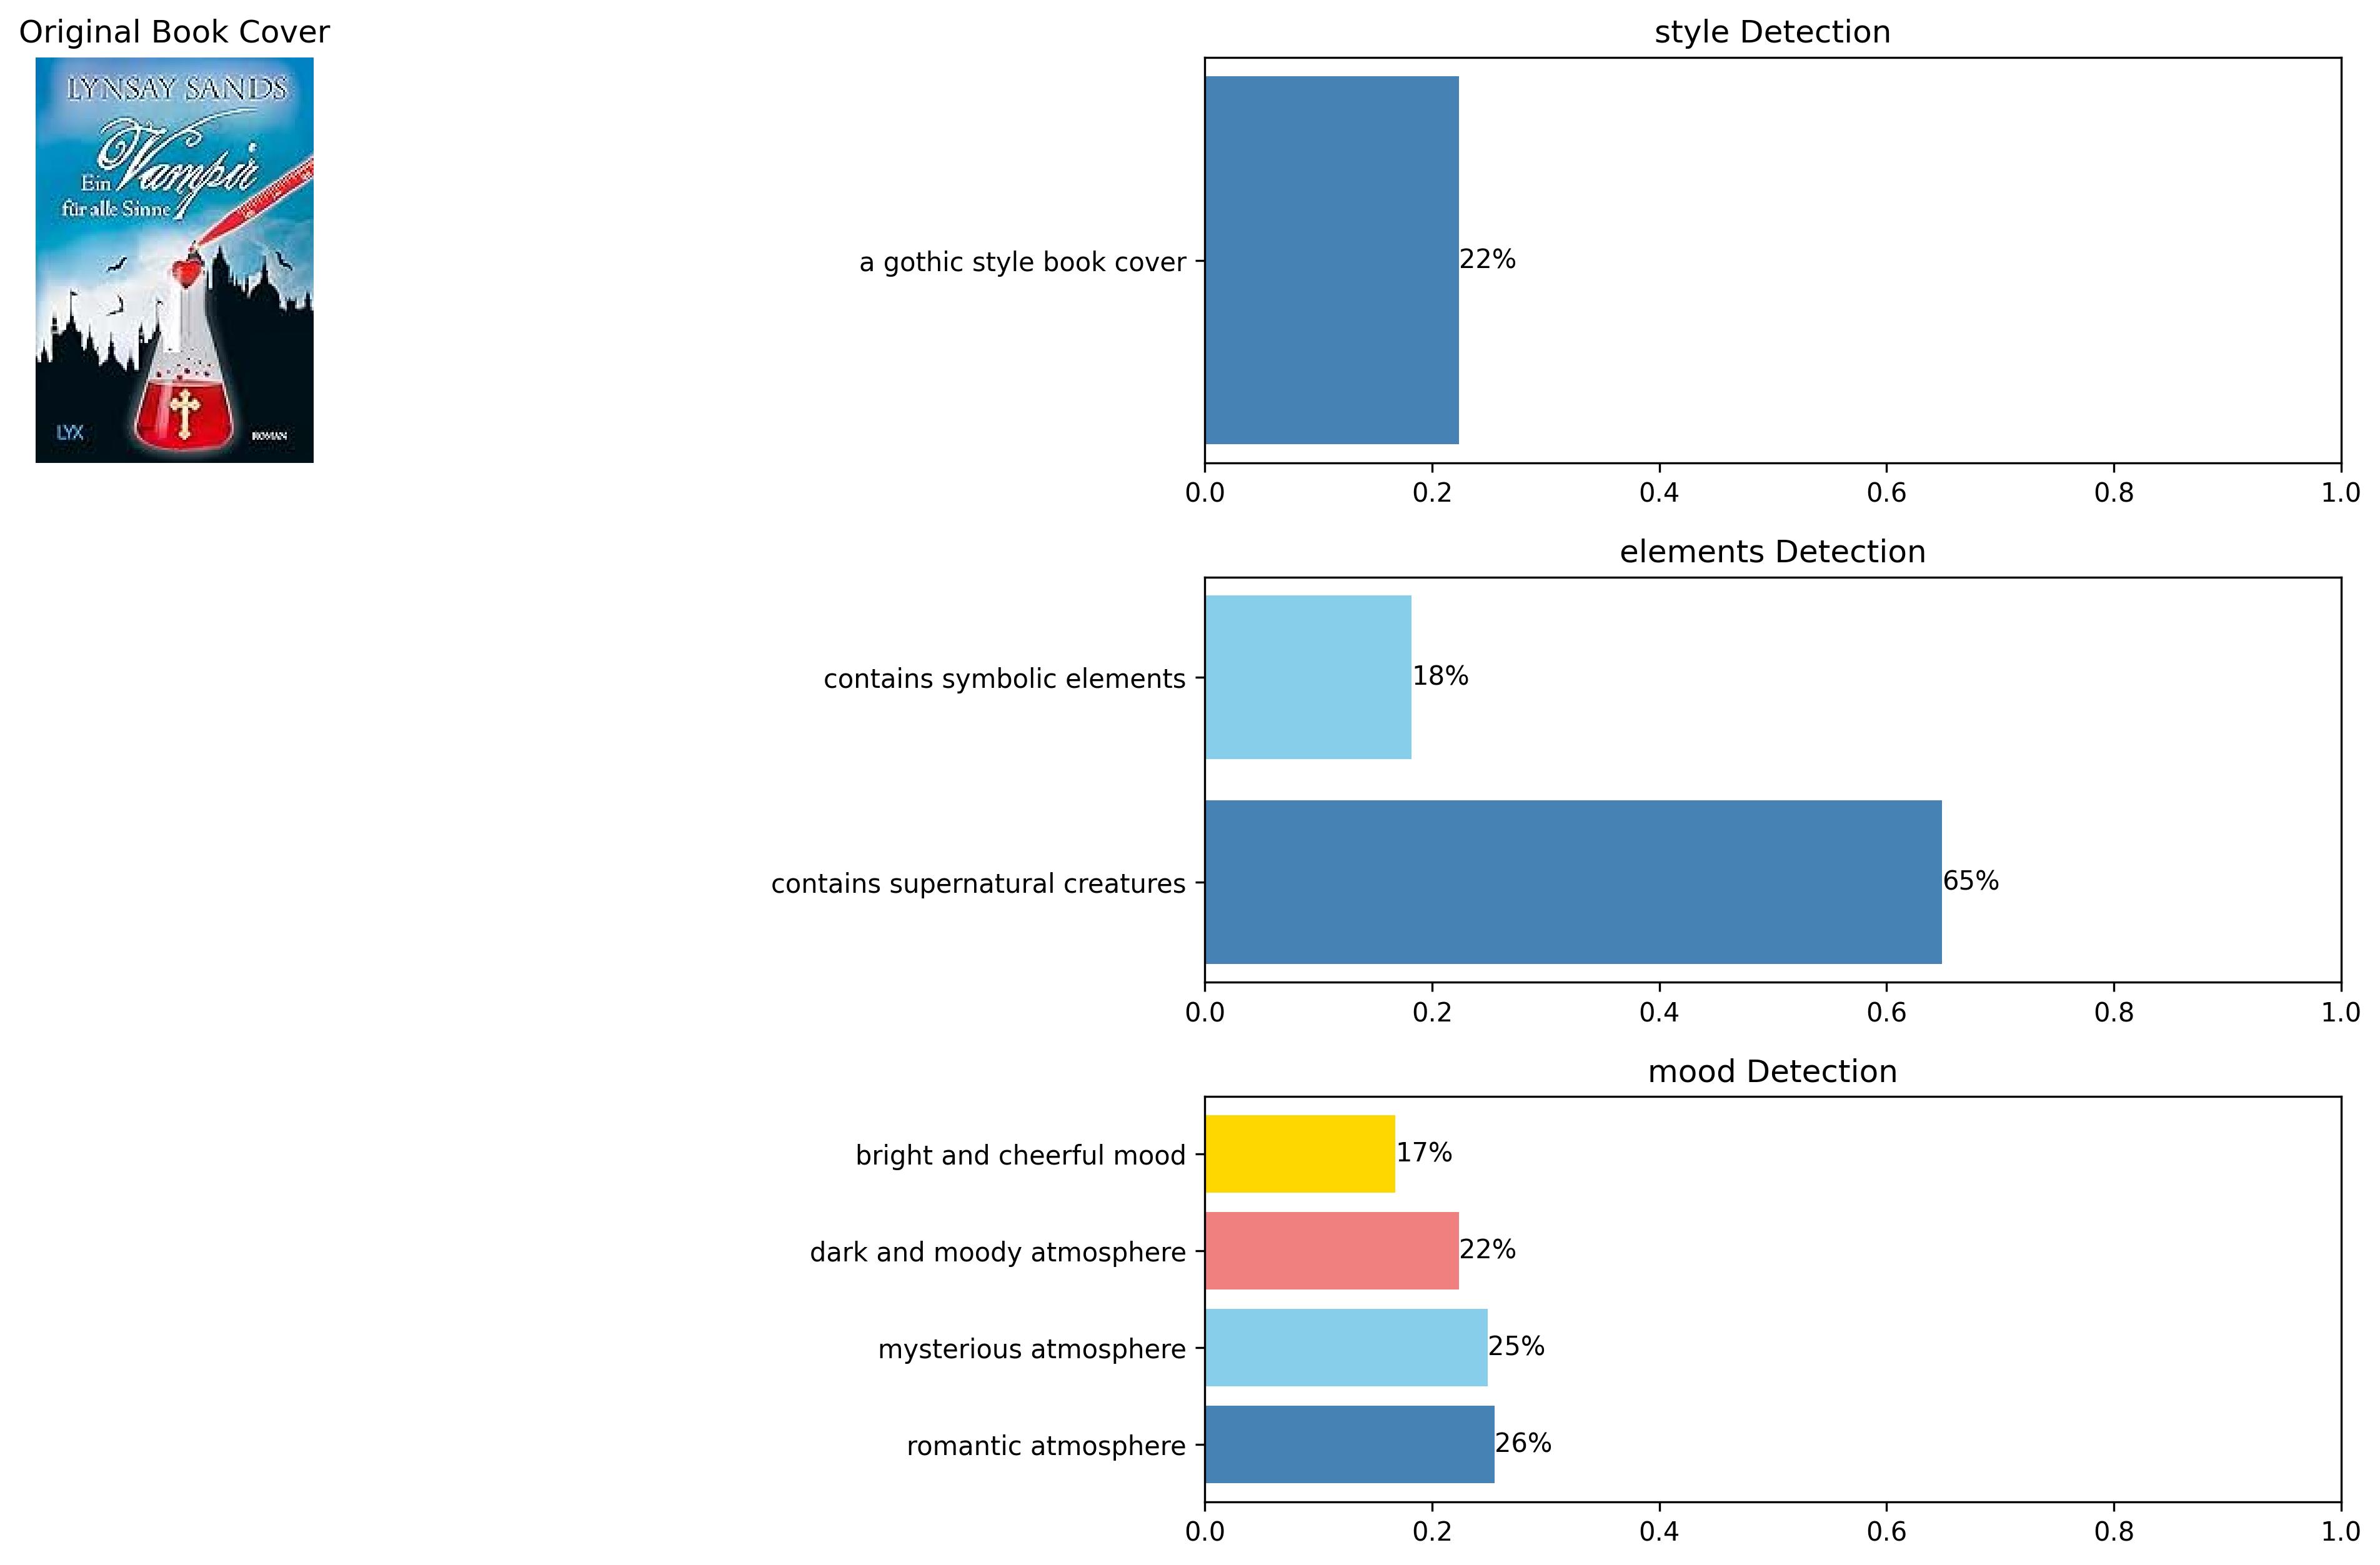 Original Book Cover
LYNSAY SANDS
Ein Vampir
für alle Sinne
LYX
ROMAN
style Detection
a gothic style book cover
22%
0.0 0.2 0.4 0.6 0.8 1.0
elements Detection
contains symbolic elements
18%
contains supernatural creatures
65%
0.0 0.2 0.4 0.6 0.8 1.0
mood Detection
bright and cheerful mood
17%
dark and moody atmosphere
22%
mysterious atmosphere
25%
romantic atmosphere
26%
0.0 0.2 0.4 0.6 0.8 1.0